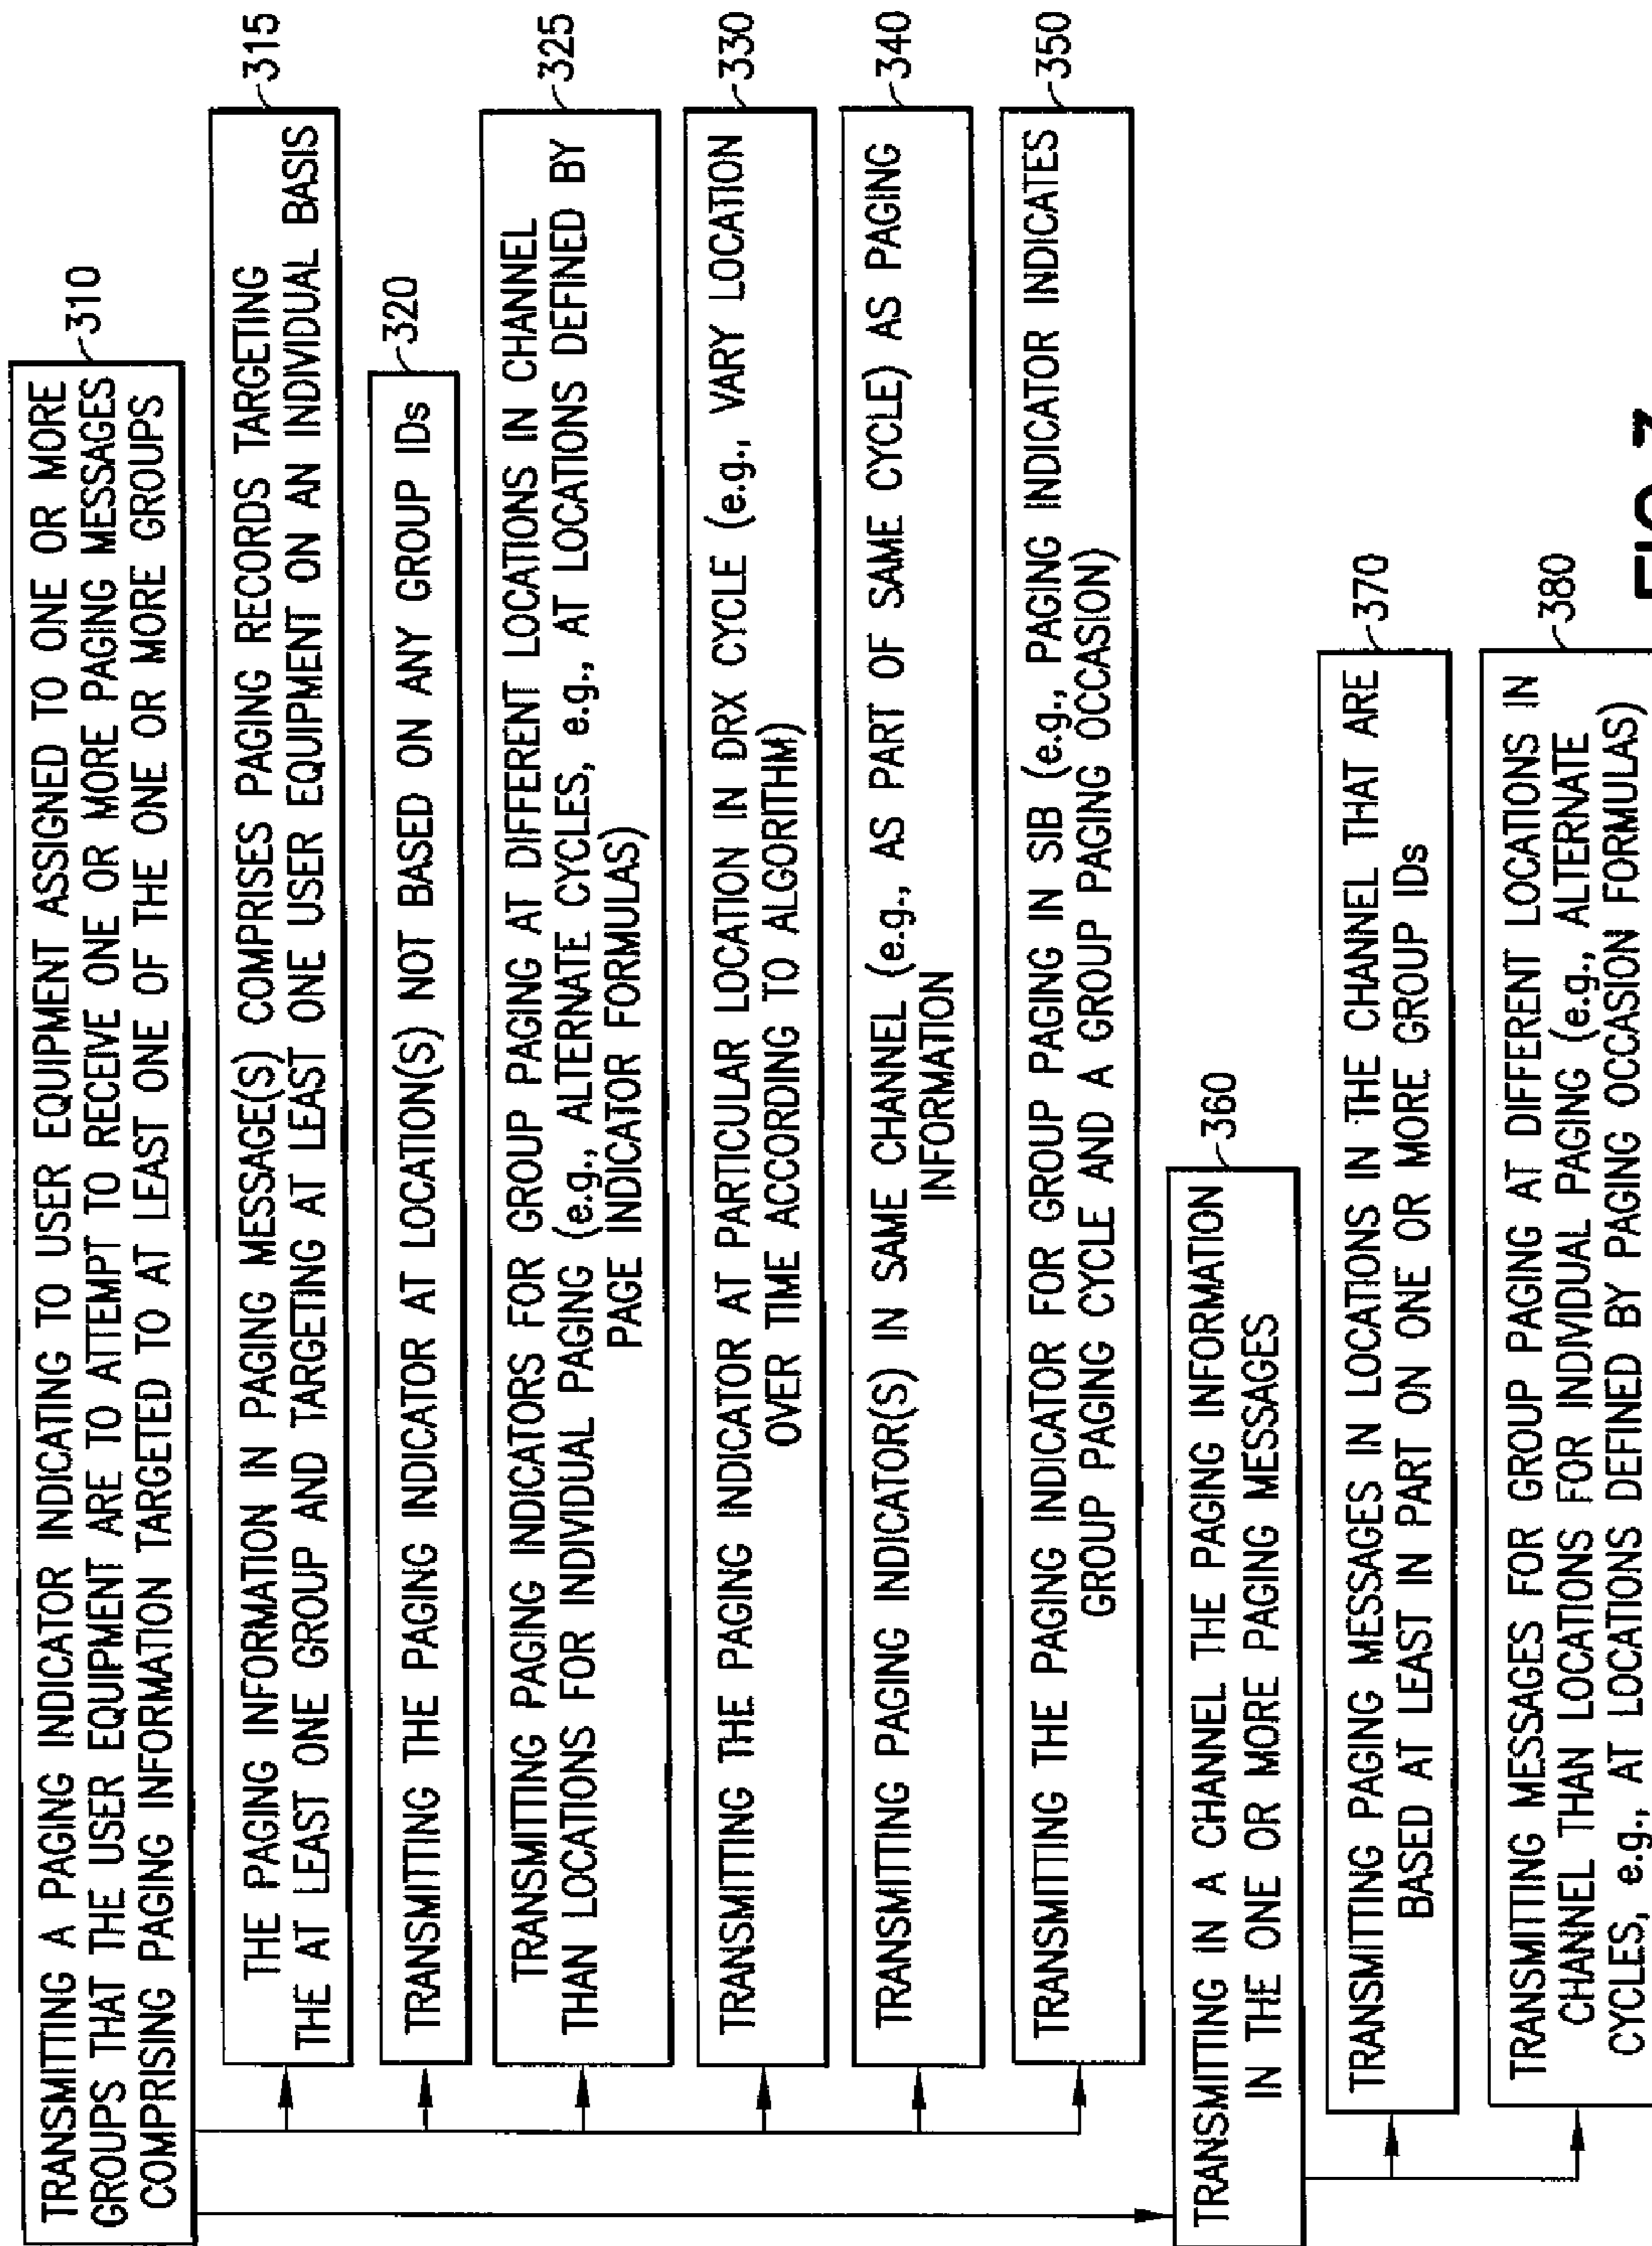 TRANSMITTING A PAGING INDICATOR INDICATING TO USER EQUIPMENT ASSIGNED TO ONE OR MORE
GROUPS THAT THE USER EQUIPMENT ARE TO ATTEMPT TO RECEIVE ONE OR MORE PAGING MESSAGES
COMPRISING PAGING INFORMATION TARGETED TO AT LEAST ONE OF THE ONE OR MORE GROUPS
310
THE PAGING INFORMATION IN PAGING MESSAGE(S) COMPRISES PAGING RECORDS TARGETING
THE AT LEAST ONE GROUP AND TARGETING AT LEAST ONE USER EQUIPMENT ON AN INDIVIDUAL BASIS
315
TRANSMITTING THE PAGING INDICATOR AT LOCATION(S) NOT BASED ON ANY GROUP IDs
320
TRANSMITTING PAGING INDICATORS FOR GROUP PAGING AT DIFFERENT LOCATIONS IN CHANNEL
THAN LOCATIONS FOR INDIVIDUAL PAGING (e.g., ALTERNATE CYCLES, e.g., AT LOCATIONS DEFINED BY
PAGE INDICATOR FORMULAS)
325
TRANSMITTING THE PAGING INDICATOR AT PARTICULAR LOCATION IN DRX CYCLE (e.g., VARY LOCATION
OVER TIME ACCORDING TO ALGORITHM)
330
TRANSMITTING PAGING INDICATOR(S) IN SAME CHANNEL (e.g., AS PART OF SAME CYCLE) AS PAGING
INFORMATION
340
TRANSMITTING THE PAGING INDICATOR FOR GROUP PAGING IN SIB (e.g., PAGING INDICATOR INDICATES
GROUP PAGING CYCLE AND A GROUP PAGING OCCASION)
350
TRANSMITTING IN A CHANNEL THE PAGING INFORMATION
IN THE ONE OR MORE PAGING MESSAGES
360
TRANSMITTING PAGING MESSAGES IN LOCATIONS IN THE CHANNEL THAT ARE
BASED AT LEAST IN PART ON ONE OR MORE GROUP IDs
370
TRANSMITTING MESSAGES FOR GROUP PAGING AT DIFFERENT LOCATIONS IN
CHANNEL THAN LOCATIONS FOR INDIVIDUAL PAGING (e.g., ALTERNATE
CYCLES, e.g., AT LOCATIONS DEFINED BY PAGING OCCASION FORMULAS)
380